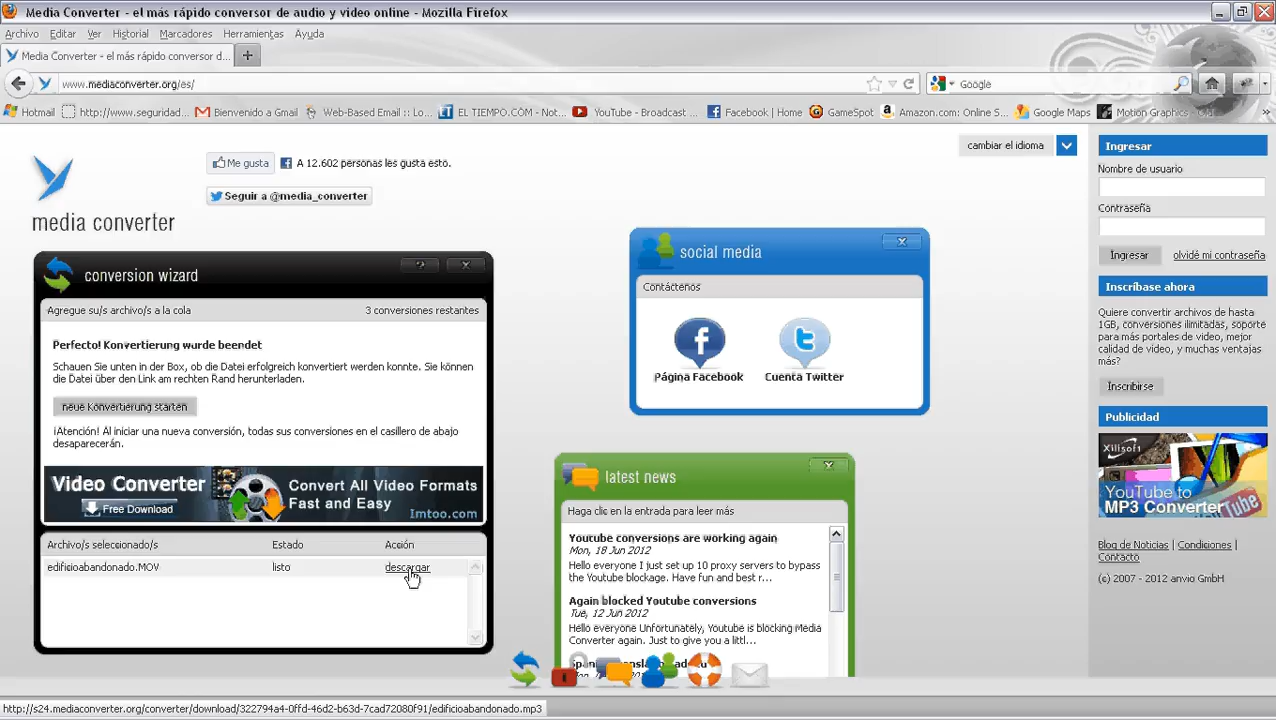 Media Converter - el más rápido conversor de audio y video online - Mozilla Firefox
Archivo Editar Ver Historial Marcadores Herramientas Ayuda
Media Converter - el más rápido conversor d...
www.mediaconverter.org/es/
Google
Hotmail http://www.seguridad... Bienvenido a Gmail Web-Based Email :... EL TIEMPO.COM - Not... YouTube - Broadcast ... Facebook | Home GameSpot Amazon.com: Online S... Google Maps Motion Graphics -
Me gusta A 12.602 personas les gusta esto.
Seguir a @media_converter
media converter
cambiar el idioma
conversion wizard
?
Agregue su/s archivo/s a la cola 3 conversiones restantes
Perfecto! Konvertierung wurde beendet
Schauen Sie unten in der Box, ob die Datei erfolgreich konvertiert werden konnte. Sie können
die Datei über den Link am rechten Rand herunterladen.
neue Konvertierung starten
¡Atención! Al iniciar una nueva conversión, todas sus conversiones en el casillero de abajo
desaparecerán.
Video Converter
Free Download
Convert All Video Formats
Fast and Easy
Imtoo.com
Archivo/s seleccionado/s Estado Acción
edificioabandonado.MOV listo descargar
social media
Contáctenos
f t
Página Facebook Cuenta Twitter
latest news
Haga clic en la entrada para leer más
Youtube conversions are working again
Mon, 18 Jun 2012
Hello everyone I just set up 10 proxy servers to bypass
the Youtube blockage. Have fun and best r...
Again blocked Youtube conversions
Tue, 12 Jun 2012
Hello everyone Unfortunately, Youtube is blocking Media
Converter again. Just to give you a littl...
Ingresar
Nombre de usuario
Contraseña
Ingresar olvidé mi contraseña
Inscríbase ahora
Quiere convertir archivos de hasta
1GB, conversiones ilimitadas, soporte
para más portales de video, mejor
calidad de video, y muchas ventajas
más?
Inscribirse
Publicidad
Xilisoft
YouTube to
MP3 Converter
Blog de Noticias | Condiciones |
Contacto
(c) 2007 - 2012 anvio GmbH
http://s24.mediaconverter.org/converter/download/322794a4-0ffd-46d2-b63d-7cad72080f91/edificioabandonado.mp3